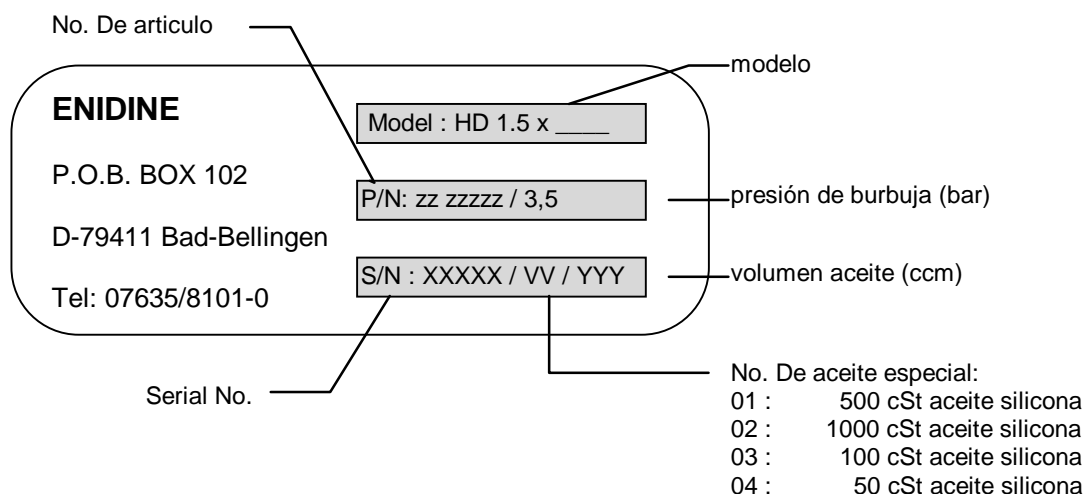 No. De articulo
modelo
ENIDINE
Model : HD 1.5 x ____
P.O.B. BOX 102
P/N: zz zzzzz / 3,5
presión de burbuja (bar)
D-79411 Bad-Bellingen
S/N : XXXXX / VV / YYY
volumen aceite (ccm)
Tel: 07635/8101-0
Serial No.
No. De aceite especial:
01 : 500 cSt aceite silicona
02 : 1000 cSt aceite silicona
03 : 100 cSt aceite silicona
04 : 50 cSt aceite silicona